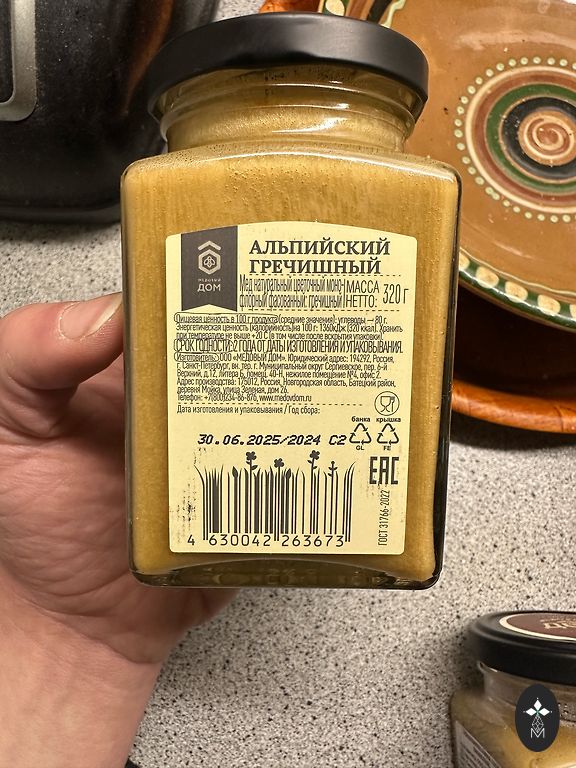 МЕДОВЫЙ
ДОМ
АЛЬПИЙСКИЙ
ГРЕЧИШНЫЙ
Мед натуральный цветочный моно-
флорный фасованный: гречишный
МАССА
НЕТТО:
320 г
Пищевая ценность в 100 г продукта (средние значения): углеводы — 80 г.
Энергетическая ценность (калорийность) на 100 г: 1360кДж (320 ккал). Хранить
при температуре не выше +20 С (в том числе после вскрытия упаковки).
СРОК ГОДНОСТИ: 2 ГОДА ОТ ДАТЫ ИЗГОТОВЛЕНИЯ И УПАКОВЫВАНИЯ.
Изготовитель: ООО «МЕДОВЫЙ ДОМ». Юридический адрес: 194292, Россия,
г. Санкт-Петербург, вн. тер. г. Муниципальный округ Сергиевское, пер. 6-й
Верхний, д.12, литера Б, помещ. 40-Н, нежилое помещение №4, офис 2.
Адрес производства: 175012, Россия, Новгородская область, Батецкий район,
деревня Мойка, улица Зеленая, дом 26.
Телефон: +7(800)234-86-876, www.medovdom.ru
Дата изготовления и упаковывания / Год сбора:
банка крышка
30.06.2025/2024 C2
GL FE
EAC
ГОСТ 31766-2022
4 630042 263673
M